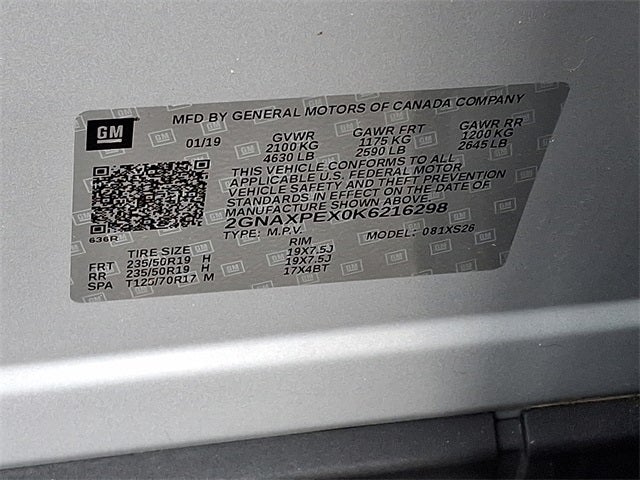 MFD BY GENERAL MOTORS OF CANADA COMPANY
GM
01/19 GVWR GAWR FRT GAWR RR
2100 KG 1175 KG 1200 KG
4630 LB 2590 LB 2645 LB
THIS VEHICLE CONFORMS TO ALL
APPLICABLE U.S. FEDERAL MOTOR
VEHICLE SAFETY AND THEFT PREVENTION
STANDARDS IN EFFECT ON THE DATE OF
MANUFACTURE SHOWN ABOVE.
2GNAXPEX0K6216298
636R TYPE: M.P.V. MODEL: 081XS26
TIRE SIZE RIM
FRT 235/50R19 H 19X7.5J
RR 235/50R19 H 19X7.5J
SPA T125/70R17 M 17X4BT